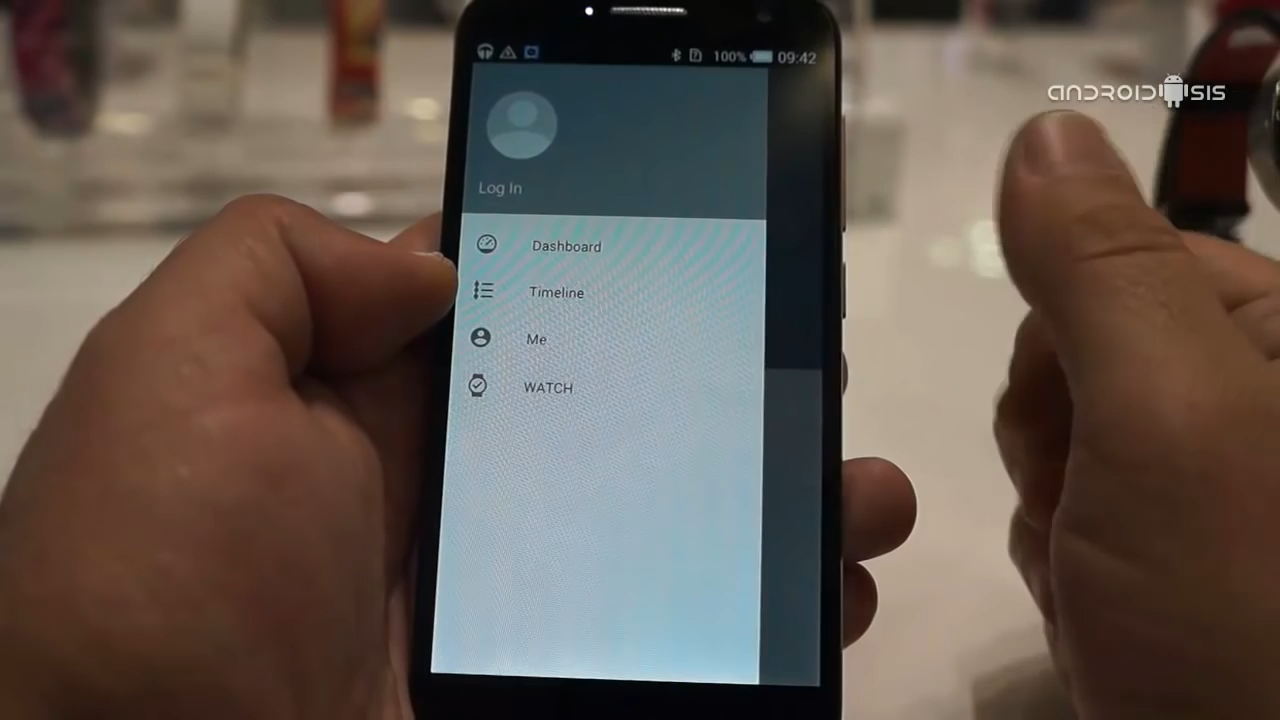 100% 09:42
ANDROIDSIS
Log In
Dashboard
Timeline
Me
WATCH